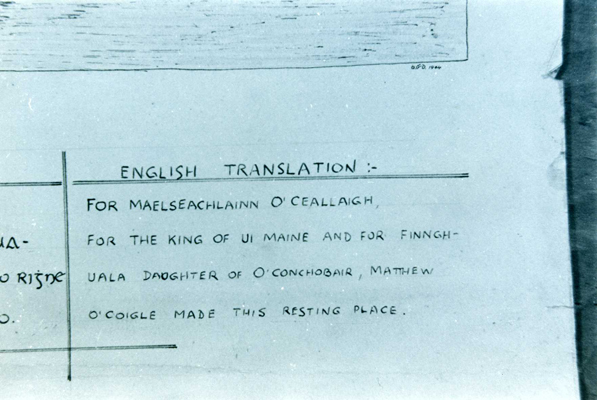 ENGLISH TRANSLATION :-
FOR MAELSEACHLAINN O'CEALLAIGH,
FOR THE KING OF UI MAINE AND FOR FINNGH-
UALA DAUGHTER OF O'CONCHOBAIR, MATTHEW
O'COIGLE MADE THIS RESTING PLACE.